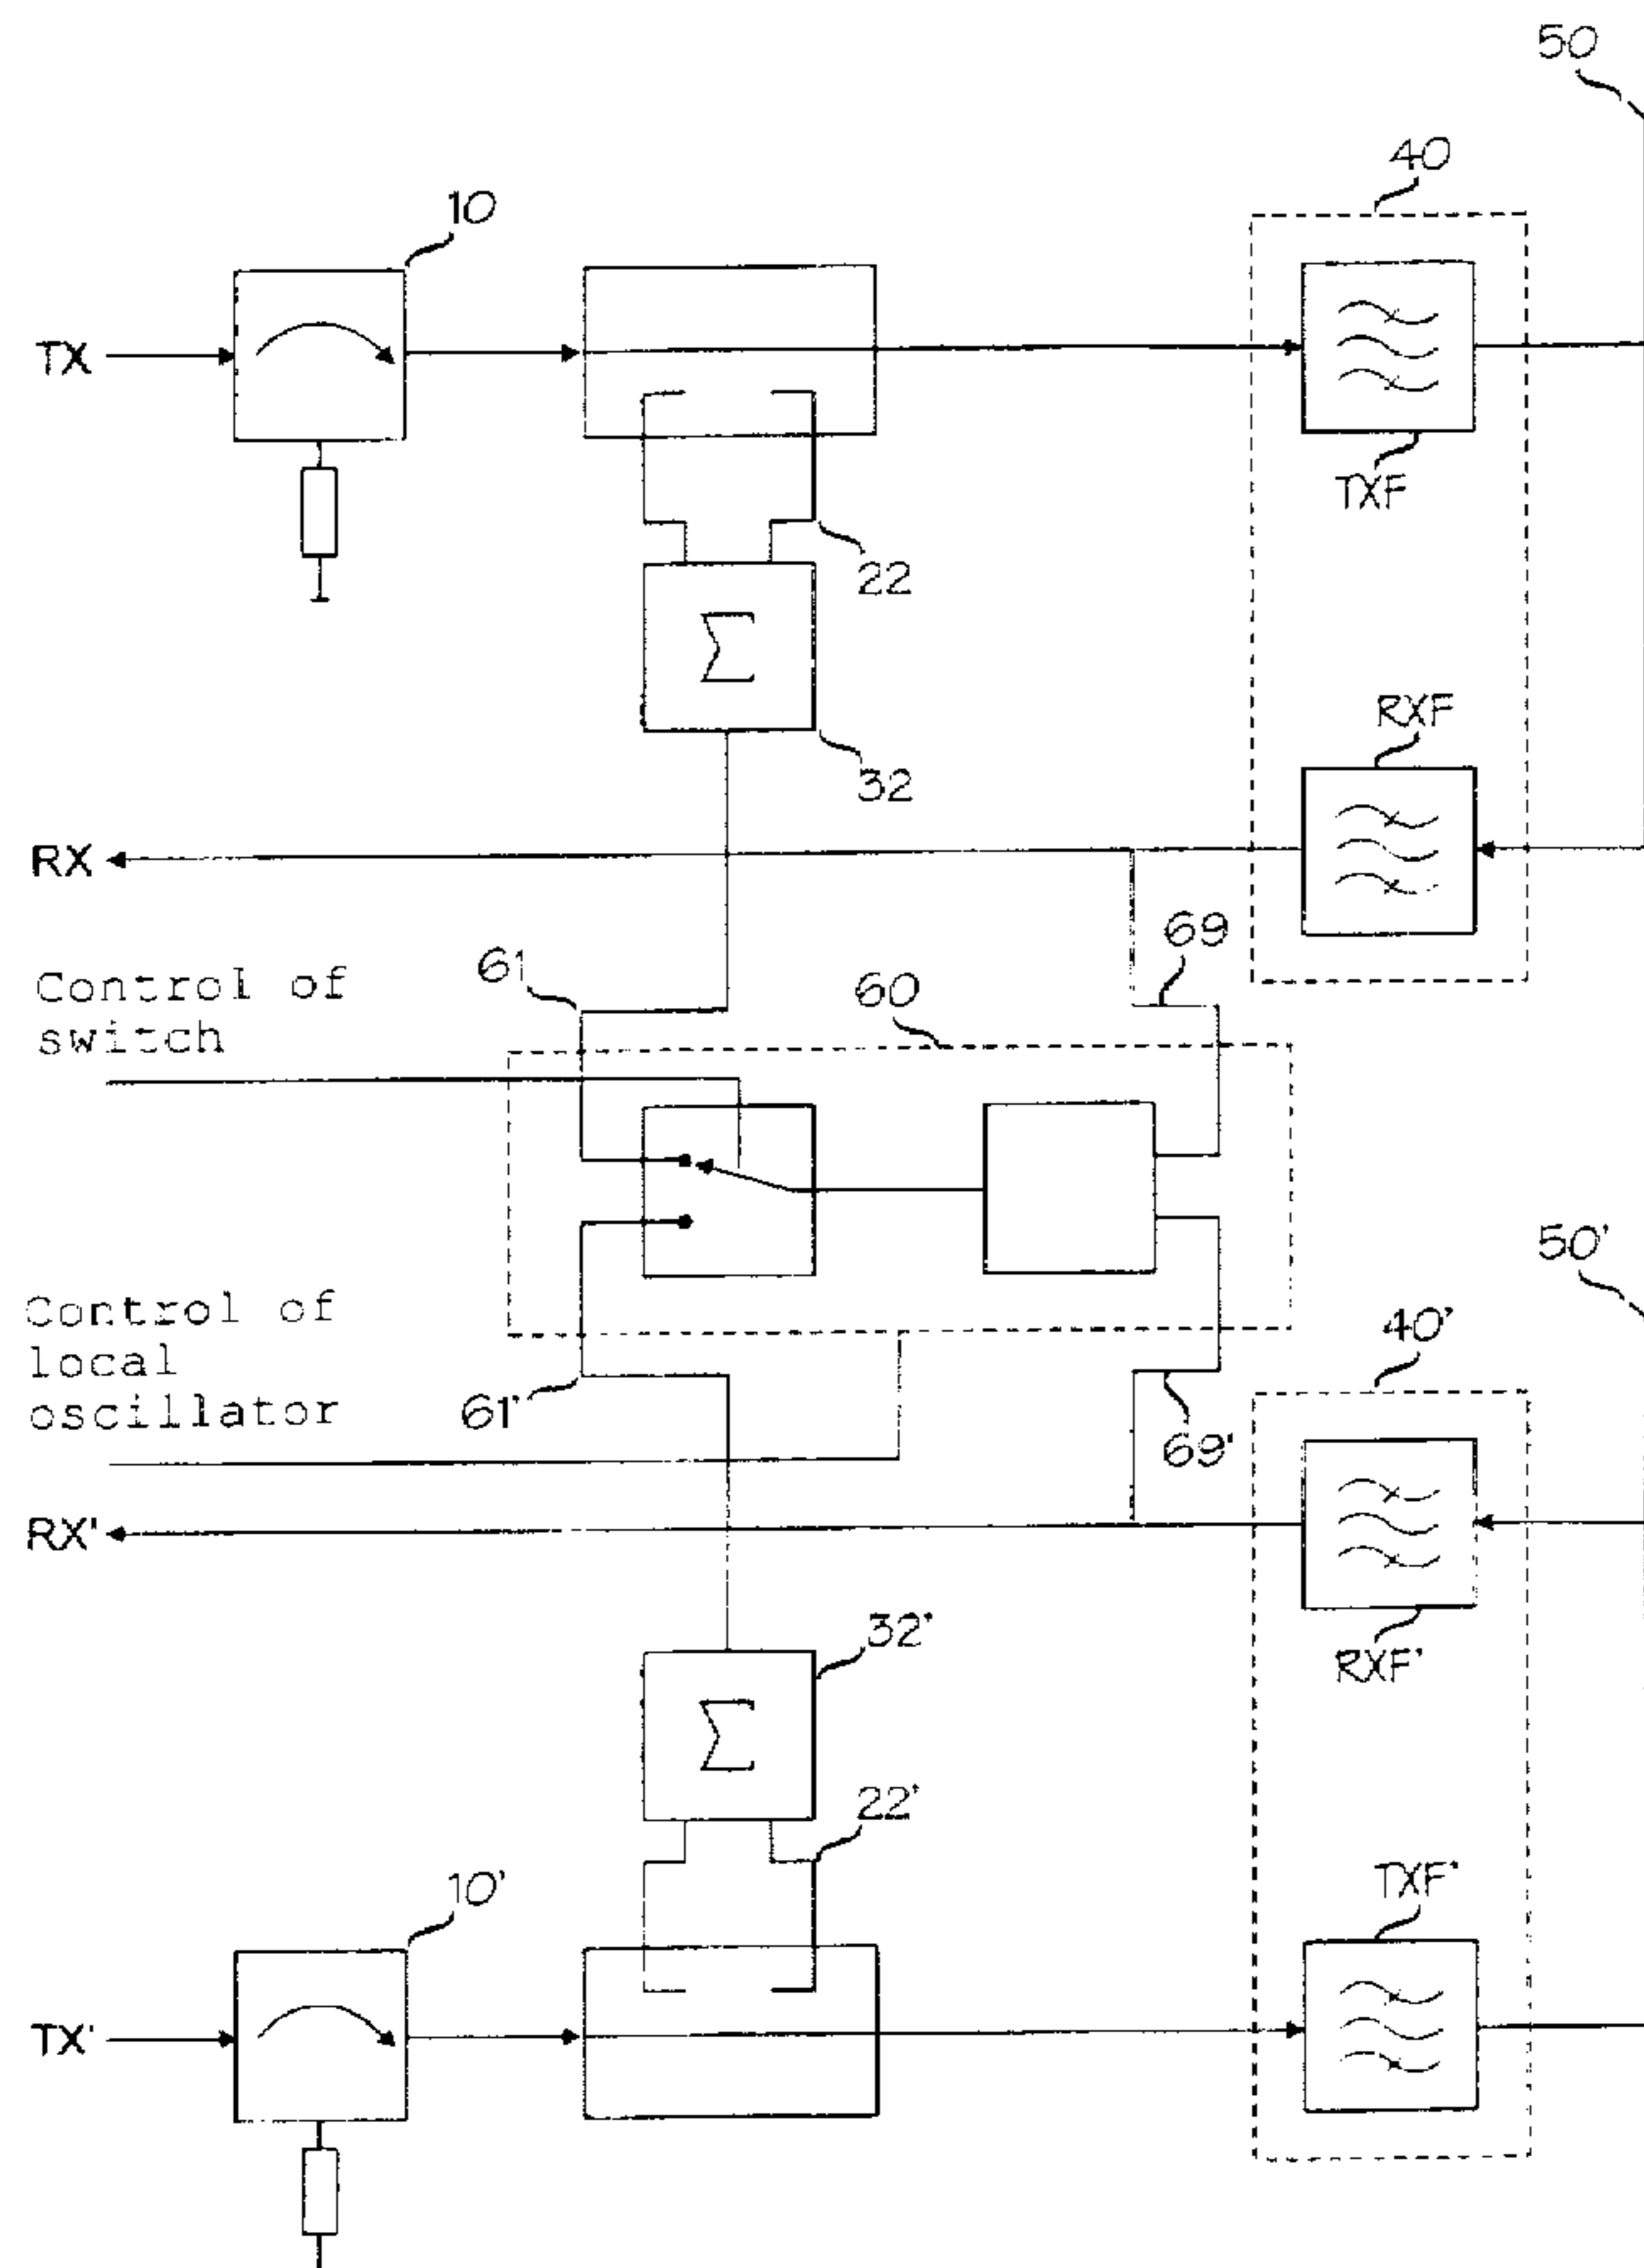 50
40
10
TX
TXF
22
RXF
32
RX
69
61
Control of
switch
60
50'
Control of
local
oscillator
40'
61'
69'
RX'
32'
RXF'
22'
TXF'
10'
TX'